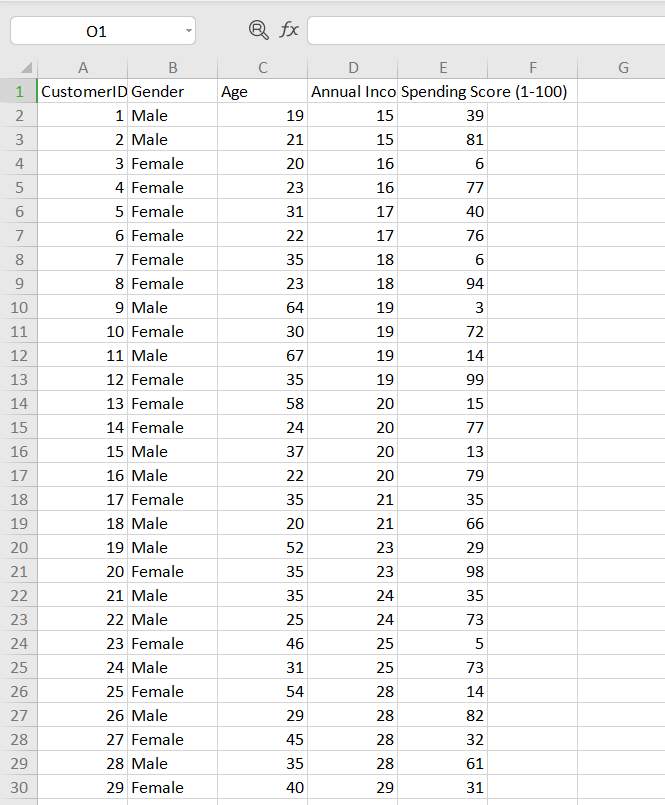 O1 fx
A B C D E F G
1 CustomerID Gender Age Annual Inco Spending Score (1-100)
2 1 Male 19 15 39
3 2 Male 21 15 81
4 3 Female 20 16 6
5 4 Female 23 16 77
6 5 Female 31 17 40
7 6 Female 22 17 76
8 7 Female 35 18 6
9 8 Female 23 18 94
10 9 Male 64 19 3
11 10 Female 30 19 72
12 11 Male 67 19 14
13 12 Female 35 19 99
14 13 Female 58 20 15
15 14 Female 24 20 77
16 15 Male 37 20 13
17 16 Male 22 20 79
18 17 Female 35 21 35
19 18 Male 20 21 66
20 19 Male 52 23 29
21 20 Female 35 23 98
22 21 Male 35 24 35
23 22 Male 25 24 73
24 23 Female 46 25 5
25 24 Male 31 25 73
26 25 Female 54 28 14
27 26 Male 29 28 82
28 27 Female 45 28 32
29 28 Male 35 28 61
30 29 Female 40 29 31